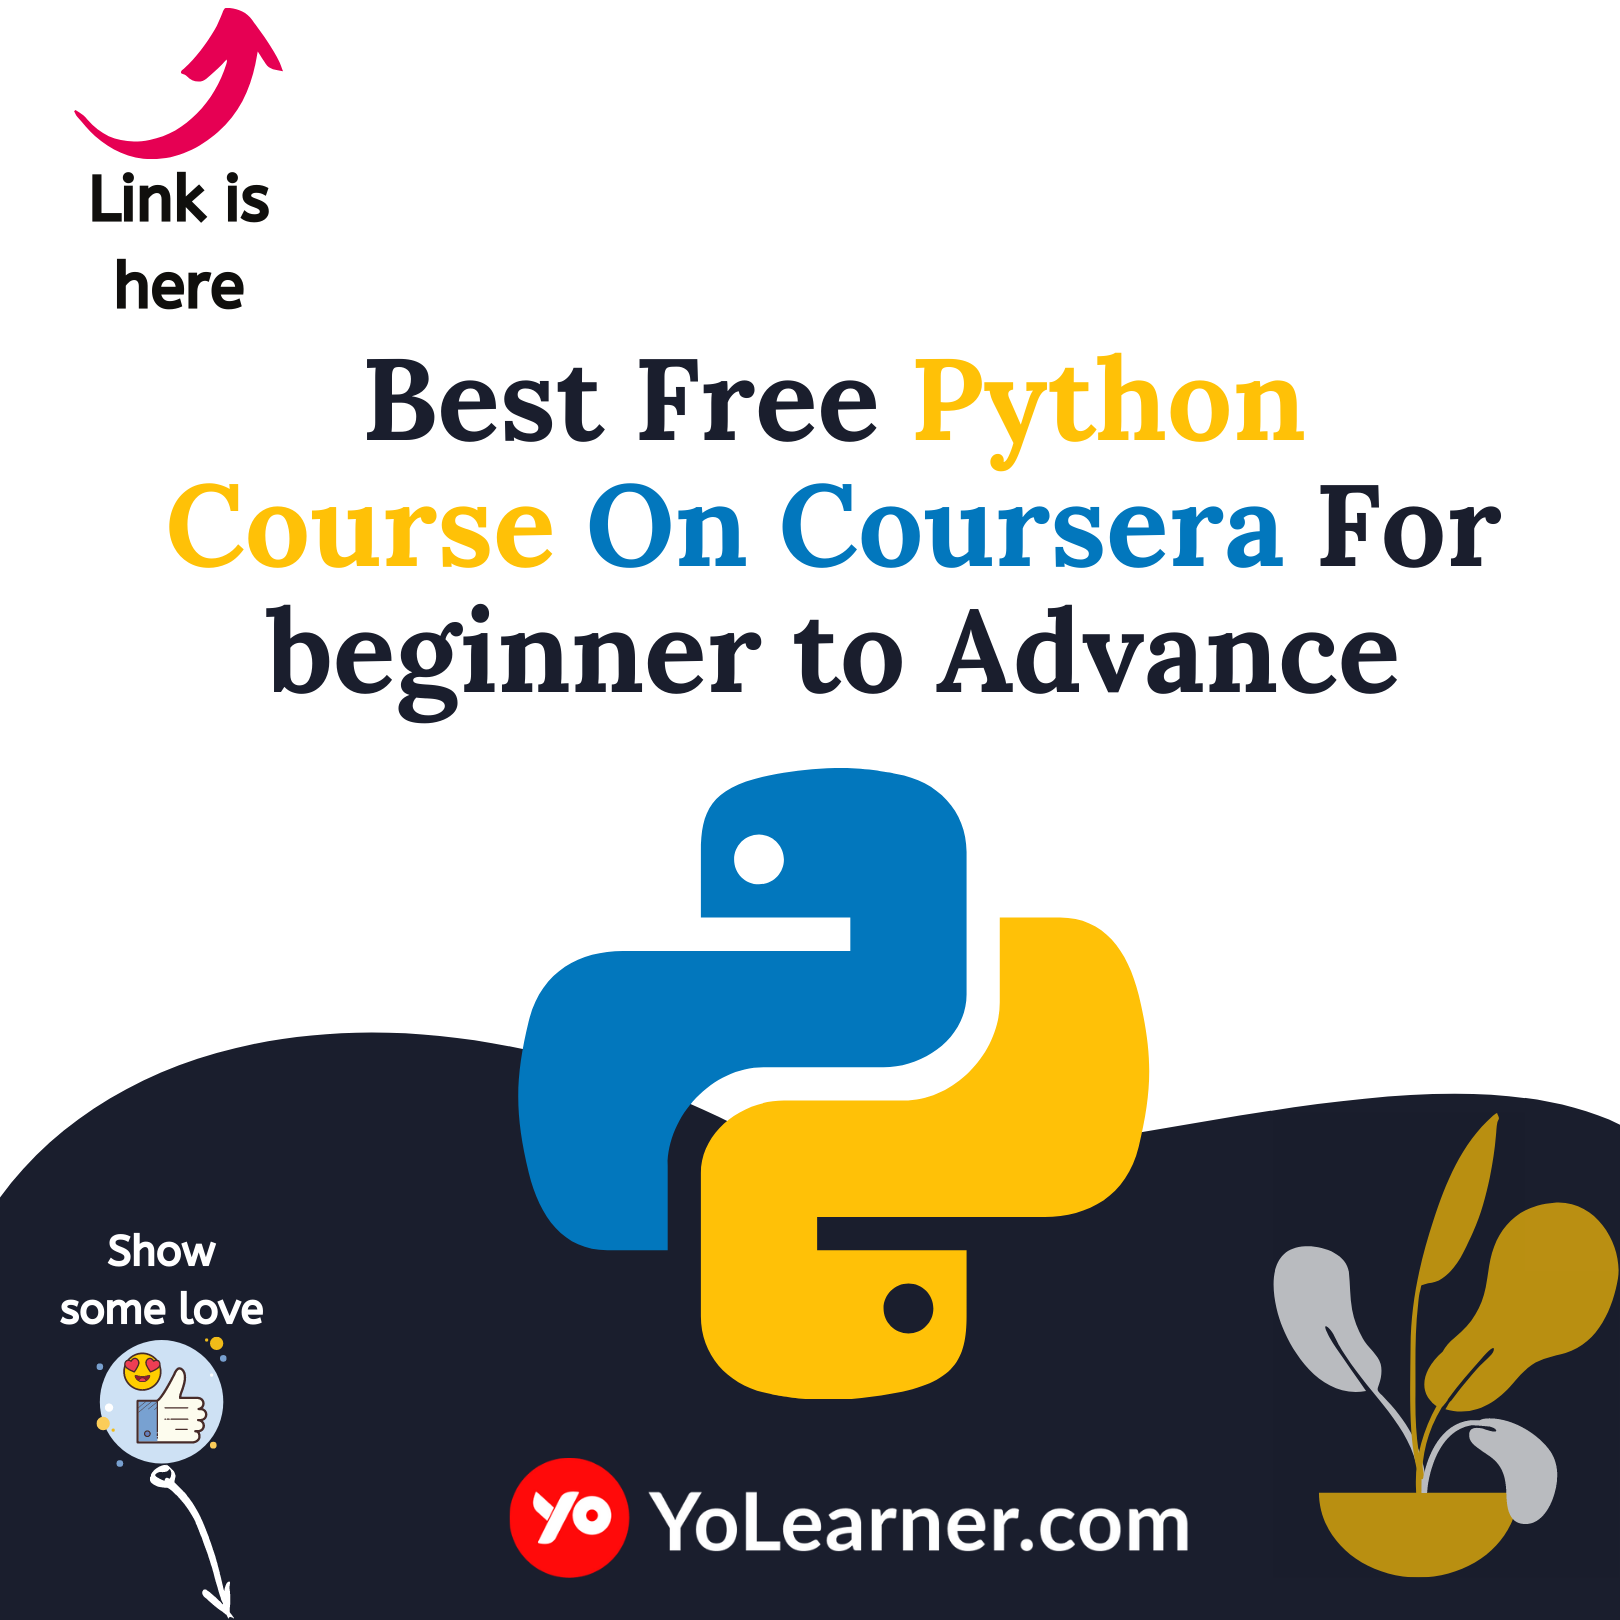 Link is
here
Best Free Python
Course On Coursera For
beginner to Advance
Show
some love
Yo YoLearner.com